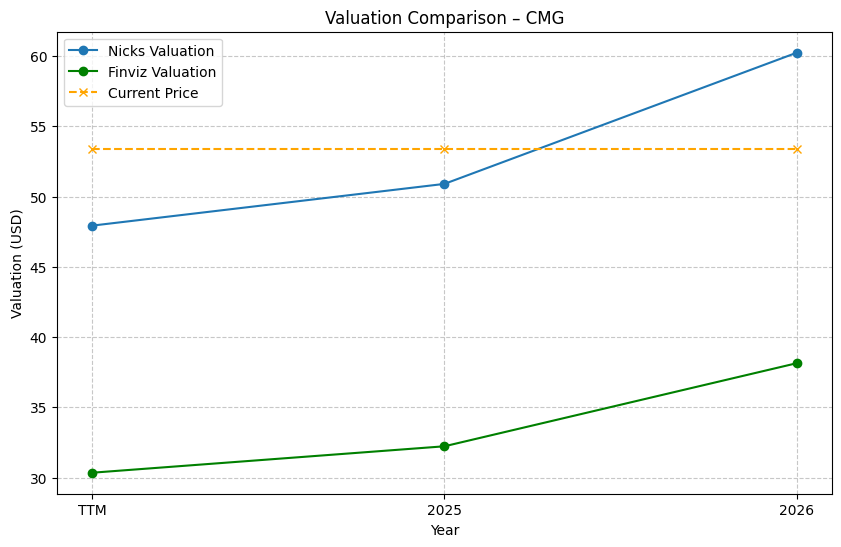 Valuation Comparison – CMG
Nicks Valuation
Finviz Valuation
Current Price
Valuation (USD)
60
55
50
45
40
35
30
TTM
2025
2026
Year